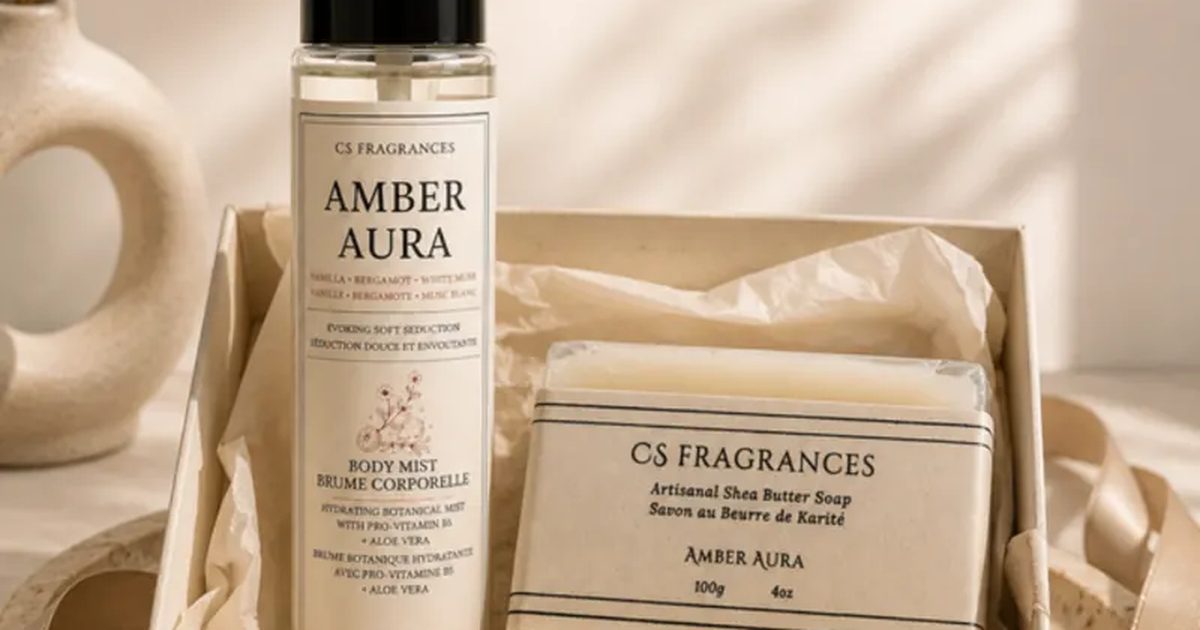 CS FRAGRANCES
AMBER
AURA
VANILLA • BERGAMOT • WHITE MUSK
VANILLE • BERGAMOTE • MUSC BLANC
EVOKING SOFT SEDUCTION
SÉDUCTION DOUCE ET ENVOUTANTE
BODY MIST
BRUME CORPORELLE
HYDRATING BOTANICAL MIST
WITH PRO-VITAMIN B5
+ ALOE VERA
BRUME BOTANIQUE HYDRATANTE
AVEC PRO-VITAMINE B5
+ ALOE VERA
CS FRAGRANCES
Artisanal Shea Butter Soap
Savon au Beurre de Karité
AMBER AURA
100g 4oz